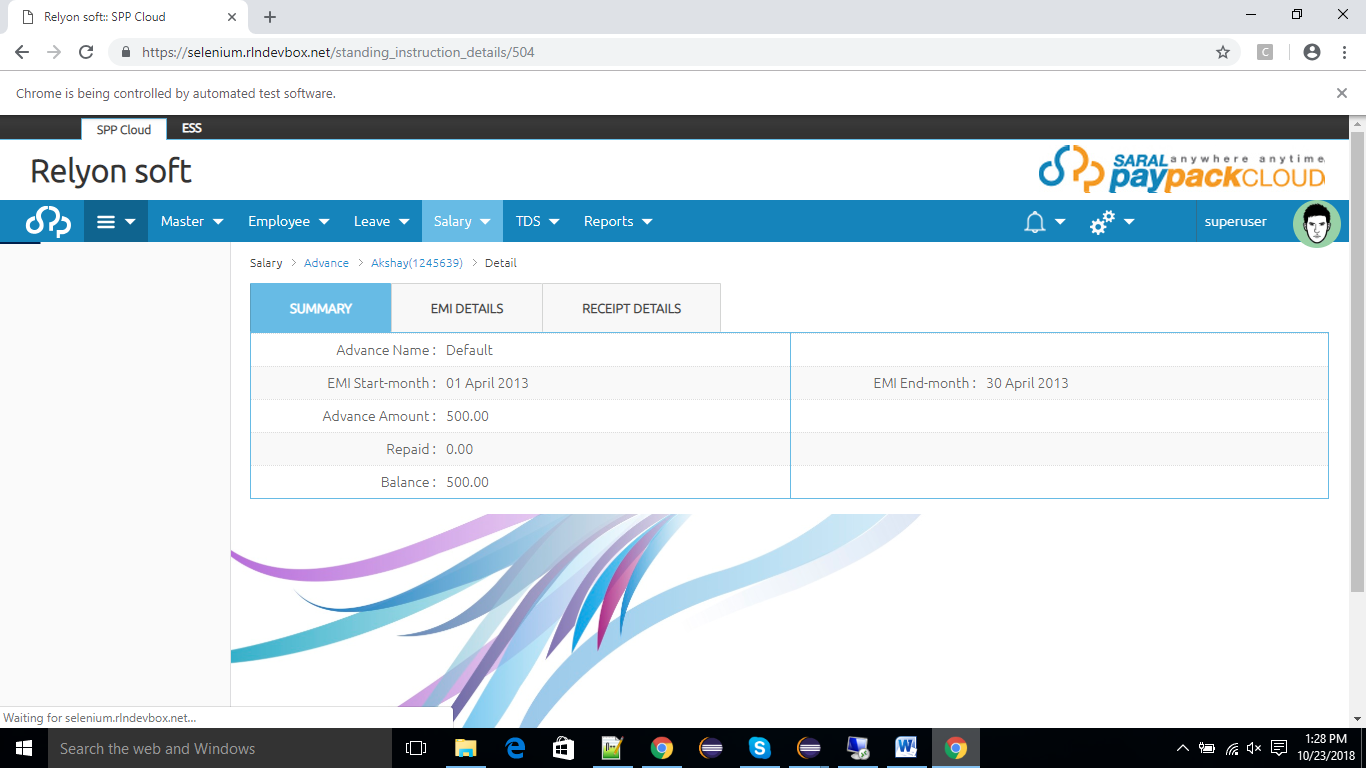 Relyon soft:: SPP Cloud
https://selenium.rlndevbox.net/standing_instruction_details/504
C
Chrome is being controlled by automated test software.
SPP Cloud ESS
Relyon soft
SARAL anywhere anytime
paypackCLOUD
Master Employee Leave Salary TDS Reports superuser
Salary > Advance > Akshay(1245639) > Detail
SUMMARY EMI DETAILS RECEIPT DETAILS
Advance Name : Default
EMI Start-month : 01 April 2013 EMI End-month : 30 April 2013
Advance Amount : 500.00
Repaid : 0.00
Balance : 500.00
Waiting for selenium.rlndevbox.net...
Search the web and Windows
1:28 PM
10/23/2018